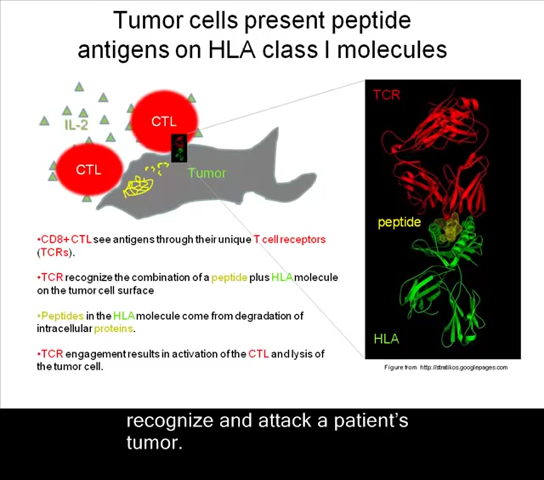 Tumor cells present peptide
antigens on HLA class I molecules
IL-2
CTL
CTL
Tumor
TCR
peptide
HLA
•CD8+ CTL see antigens through their unique T cell receptors
(TCRs).
•TCR recognize the combination of a peptide plus HLA molecule
on the tumor cell surface
•Peptides in the HLA molecule come from degradation of
intracellular proteins.
•TCR engagement results in activation of the CTL and lysis of
the tumor cell.
Figure from http://stratikos.googlepages.com
recognize and attack a patient's
tumor.